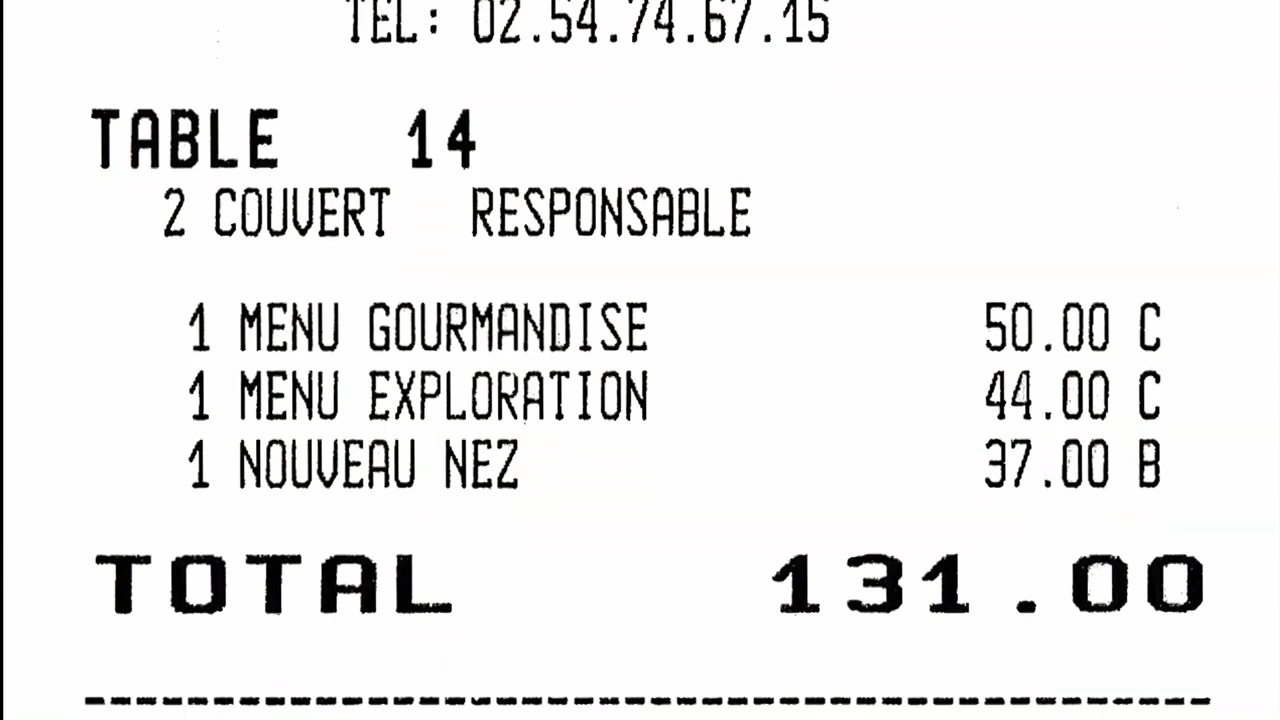 TEL: 02.54.74.67.15
TABLE 14
2 COUVERT RESPONSABLE
1 MENU GOURMANDISE 50.00 C
1 MENU EXPLORATION 44.00 C
1 NOUVEAU NEZ 37.00 B
TOTAL 131.00
--------------------------------------------